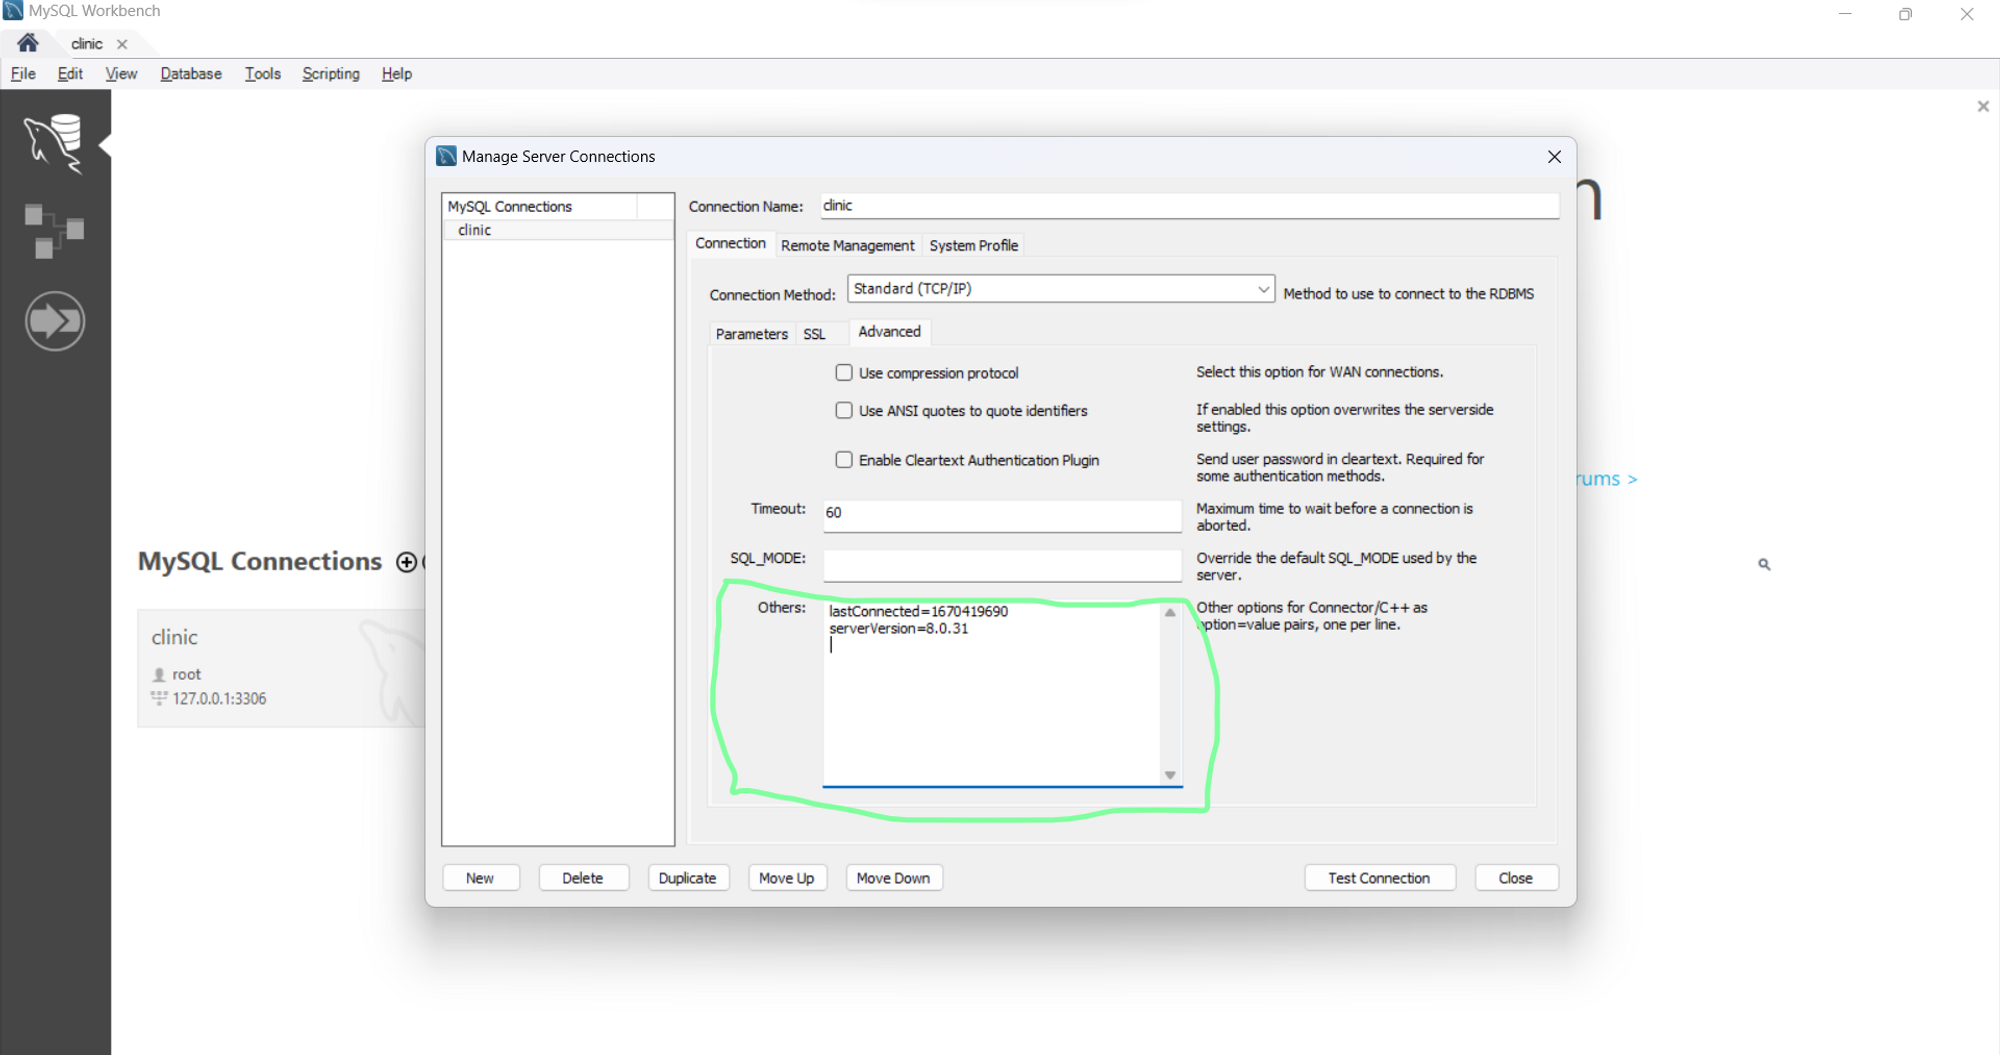 MySQL Workbench
clinic
File Edit View Database Tools Scripting Help
Manage Server Connections
MySQL Connections
clinic
Connection Name: clinic
Connection Remote Management System Profile
Connection Method: Standard (TCP/IP) Method to use to connect to the RDBMS
Parameters SSL Advanced
Use compression protocol
Select this option for WAN connections.
Use ANSI quotes to quote identifiers
If enabled this option overwrites the serverside
settings.
Enable Cleartext Authentication Plugin
Send user password in cleartext. Required for
some authentication methods.
Timeout: 60
Maximum time to wait before a connection is
aborted.
SQL_MODE:
Override the default SQL_MODE used by the
server.
Others:
lastConnected=1670419690
serverVersion=8.0.31
Other options for Connector/C++ as
option=value pairs, one per line.
New Delete Duplicate Move Up Move Down Test Connection Close
n
rums >
MySQL Connections
clinic
root
127.0.0.1:3306